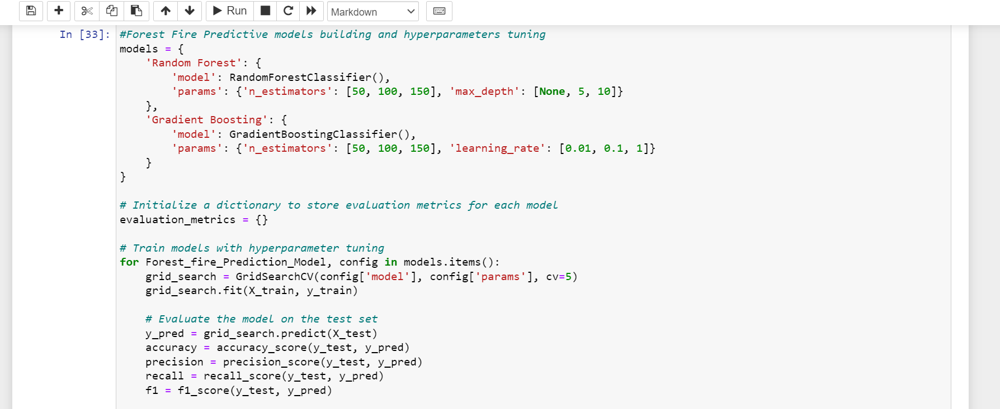 Run Markdown
In [33]: #Forest Fire Predictive models building and hyperparameters tuning
models = {
    'Random Forest': {
        'model': RandomForestClassifier(),
        'params': {'n_estimators': [50, 100, 150], 'max_depth': [None, 5, 10]}
    },
    'Gradient Boosting': {
        'model': GradientBoostingClassifier(),
        'params': {'n_estimators': [50, 100, 150], 'learning_rate': [0.01, 0.1, 1]}
    }
}
# Initialize a dictionary to store evaluation metrics for each model
evaluation_metrics = {}
# Train models with hyperparameter tuning
for Forest_fire_Prediction_Model, config in models.items():
    grid_search = GridSearchCV(config['model'], config['params'], cv=5)
    grid_search.fit(X_train, y_train)
    # Evaluate the model on the test set
    y_pred = grid_search.predict(X_test)
    accuracy = accuracy_score(y_test, y_pred)
    precision = precision_score(y_test, y_pred)
    recall = recall_score(y_test, y_pred)
    f1 = f1_score(y_test, y_pred)